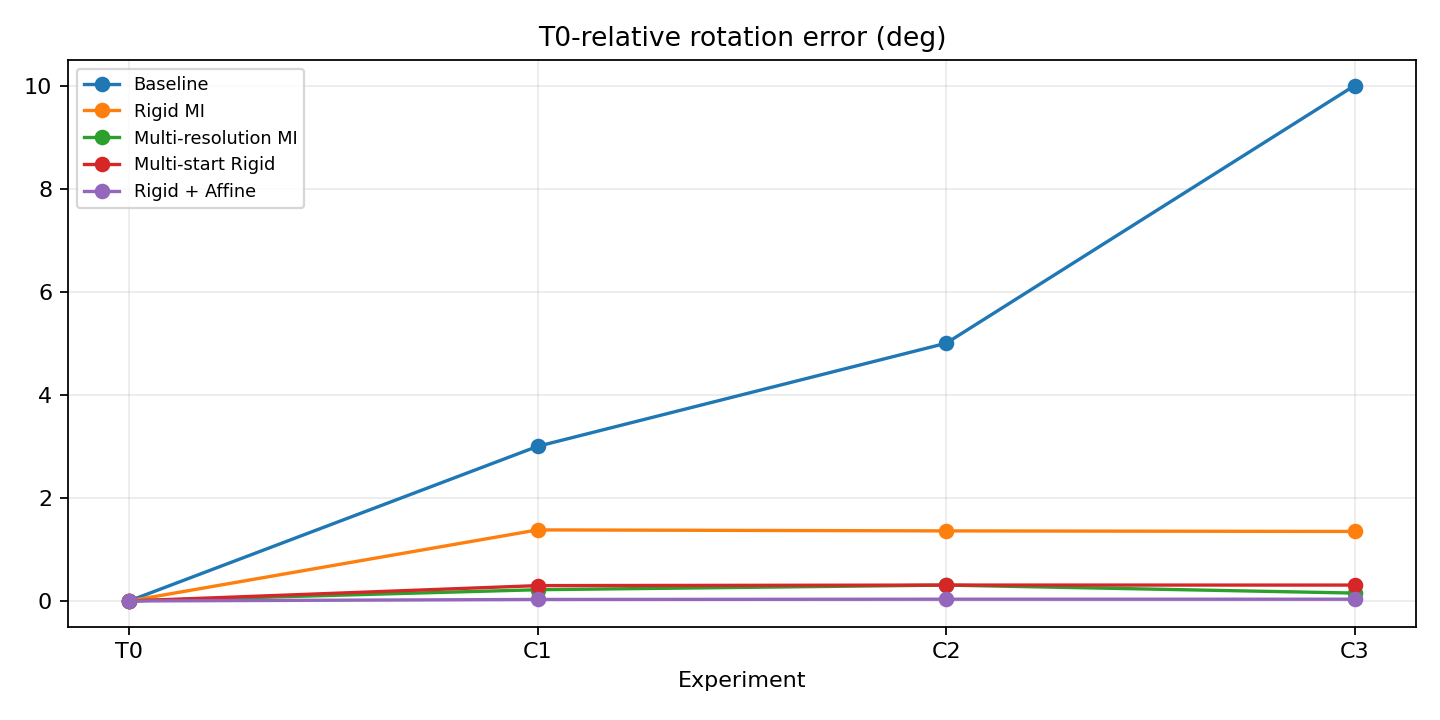 T0-relative rotation error (deg)
Baseline
Rigid MI
Multi-resolution MI
Multi-start Rigid
Rigid + Affine
10
8
6
4
2
0
T0 C1 C2 C3
Experiment